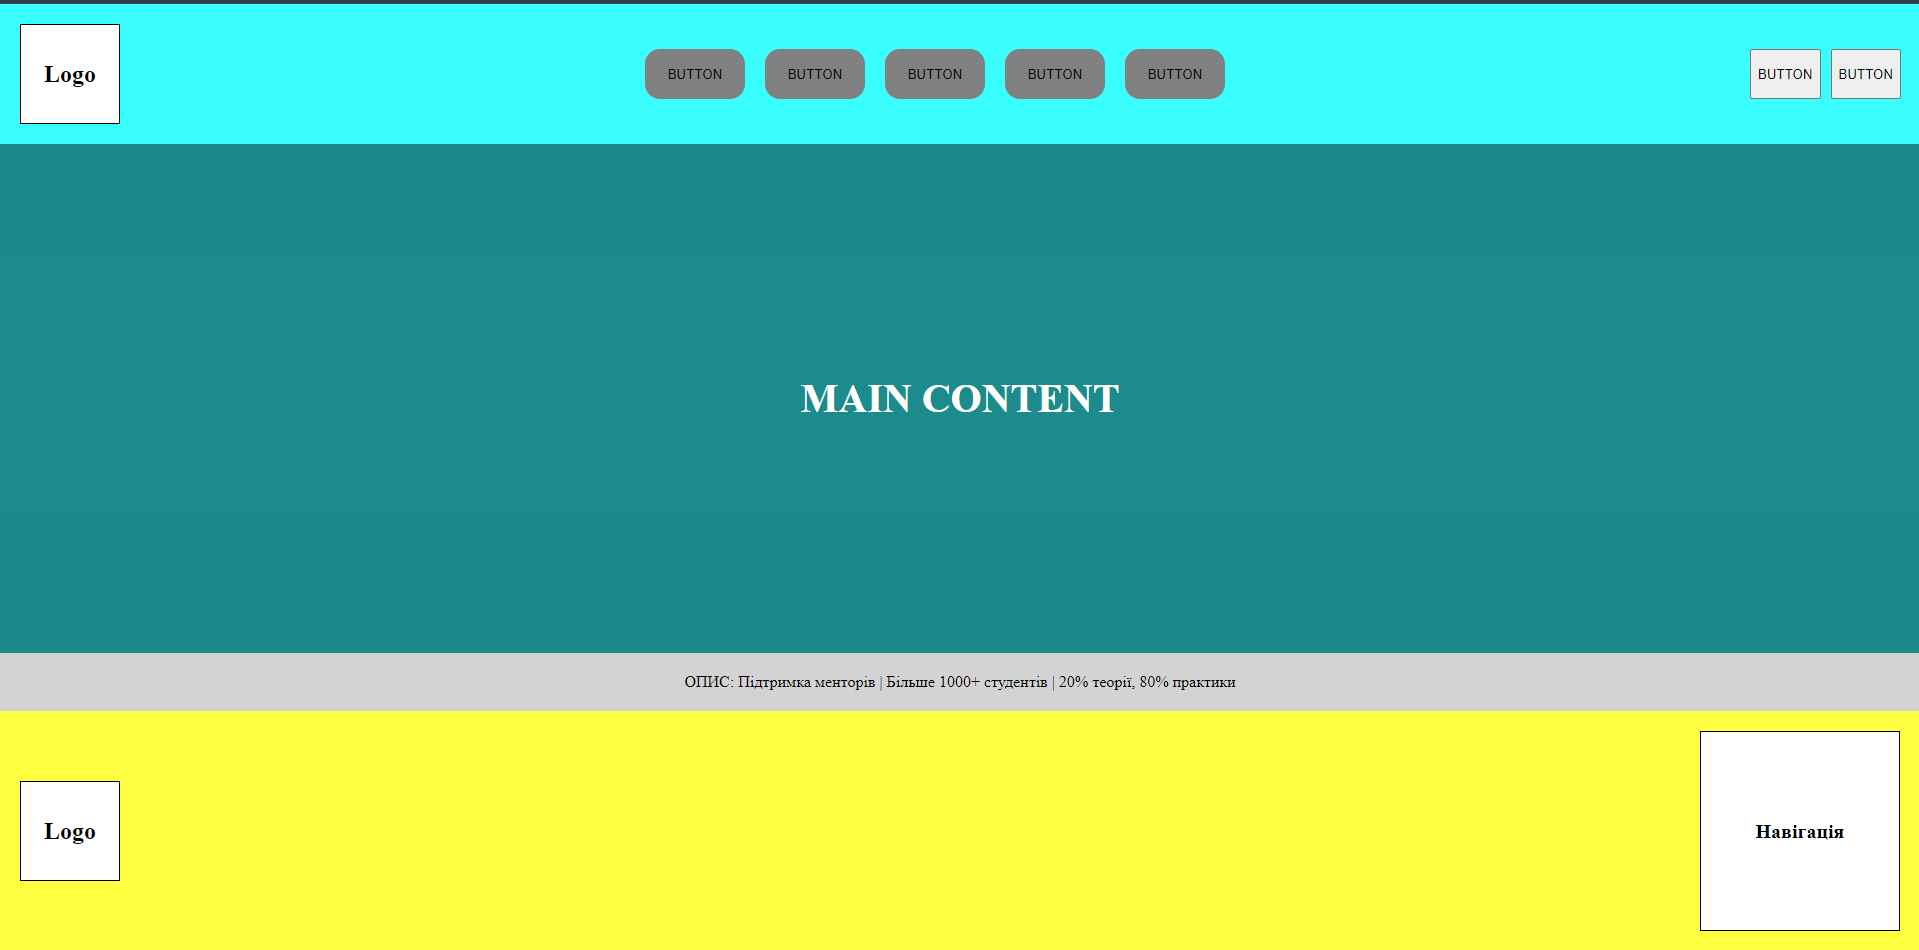 Logo
BUTTON BUTTON BUTTON BUTTON BUTTON
BUTTON BUTTON
MAIN CONTENT
ОПИС: Підтримка менторів | Більше 1000+ студентів | 20% теорії, 80% практики
Logo
Навігація